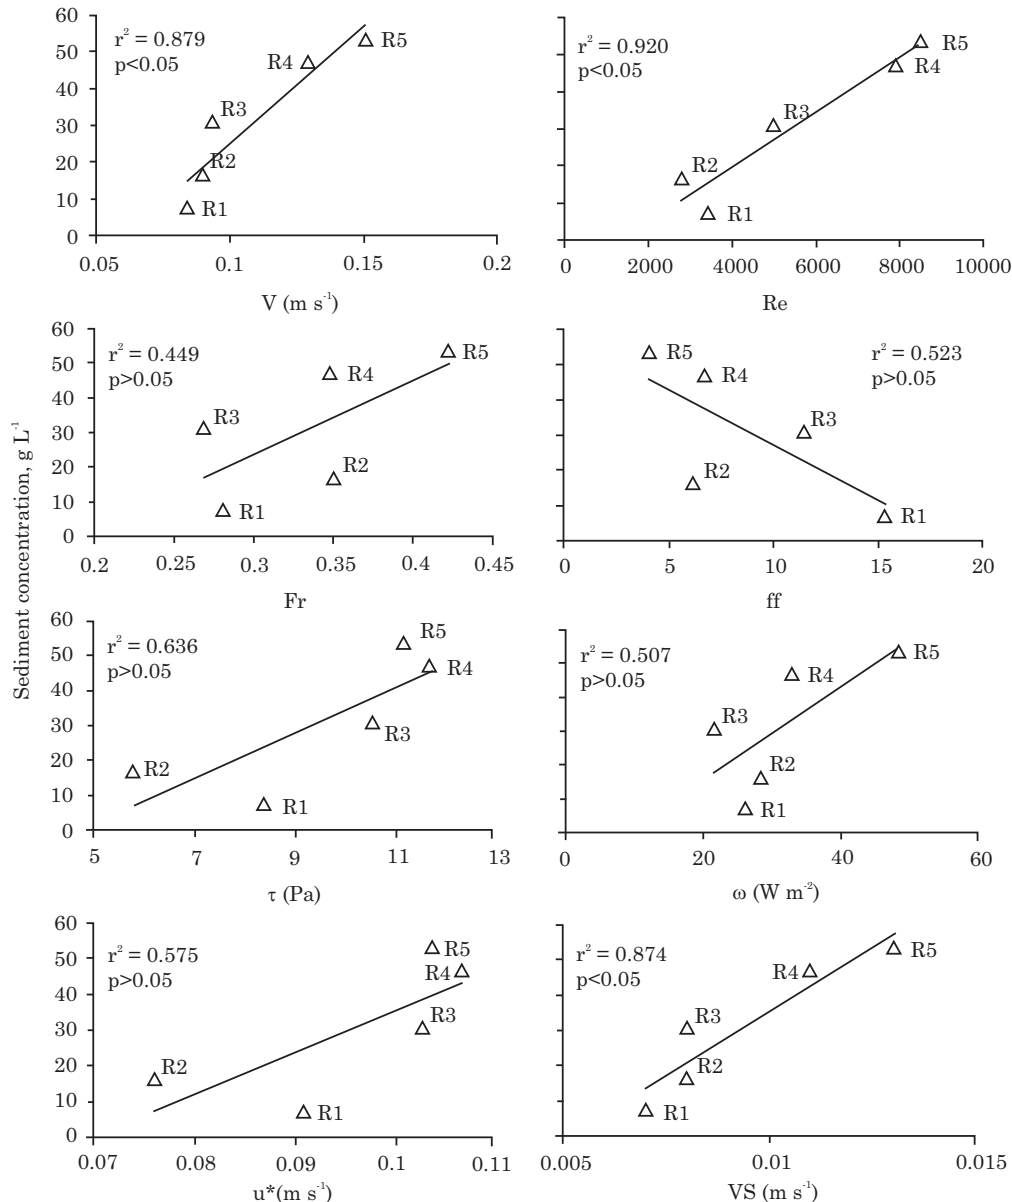 Sediment concentration, g L⁻¹
60
50
40
30
20
10
0
r² = 0.879
p<0.05
R5
R4
R3
R2
R1
0.05 0.1 0.15 0.2
V (m s⁻¹)
r² = 0.920
p<0.05
R5
R4
R3
R2
R1
0 2000 4000 6000 8000 10000
Re
60
50
40
30
20
10
0
r² = 0.449
p>0.05
R5
R4
R3
R2
R1
0.2 0.25 0.3 0.35 0.4 0.45
Fr
r² = 0.523
p>0.05
R5
R4
R3
R2
R1
0 5 10 15 20
ff
60
50
40
30
20
10
0
r² = 0.636
p>0.05
R5
R4
R3
R2
R1
5 7 9 11 13
τ (Pa)
r² = 0.507
p>0.05
R5
R4
R3
R2
R1
0 20 40 60
ω (W m⁻²)
60
50
40
30
20
10
0
r² = 0.575
p>0.05
R5
R4
R3
R2
R1
0.07 0.08 0.09 0.1 0.11
u*(m s⁻¹)
r² = 0.874
p<0.05
R5
R4
R3
R2
R1
0.005 0.01 0.015
VS (m s⁻¹)